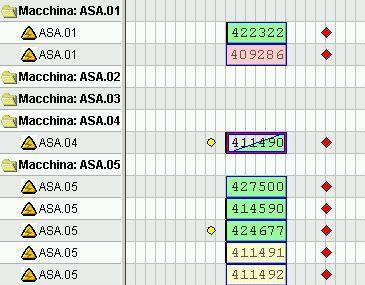 Macchina: ASA.01
ASA.01 422322
ASA.01 409286
Macchina: ASA.02
Macchina: ASA.03
Macchina: ASA.04
ASA.04 411490
Macchina: ASA.05
ASA.05 427500
ASA.05 414590
ASA.05 424677
ASA.05 411491
ASA.05 411492